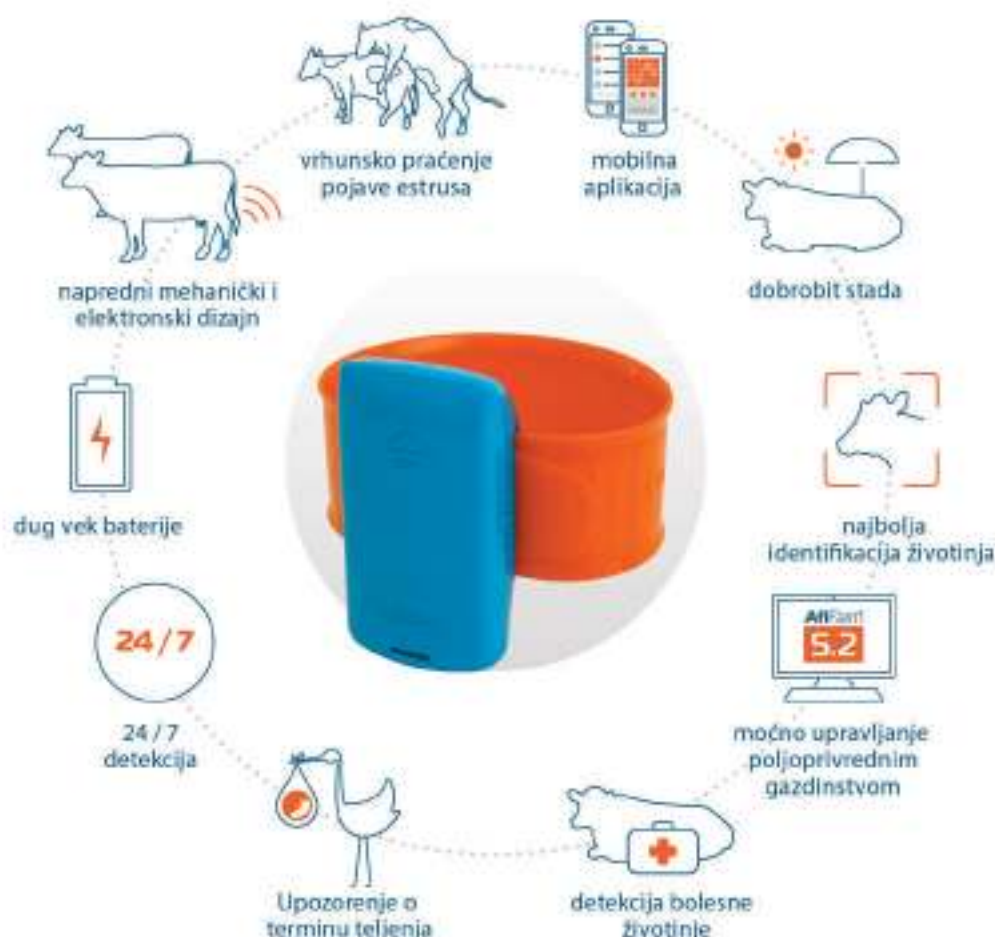 vrhunsko praćenje
pojave estrusa
mobilna
aplikacija
dobrobit stada
napredni mehanički i
elektronski dizajn
dug vek baterije
najbolja
identifikacija životinja
24/7
AfiFarm
5.2
24 / 7
detekcija
moćno upravljanje
poljoprivrednim
gazdinstvom
Upozorenje o
terminu teljenja
detekcija bolesne
životinje